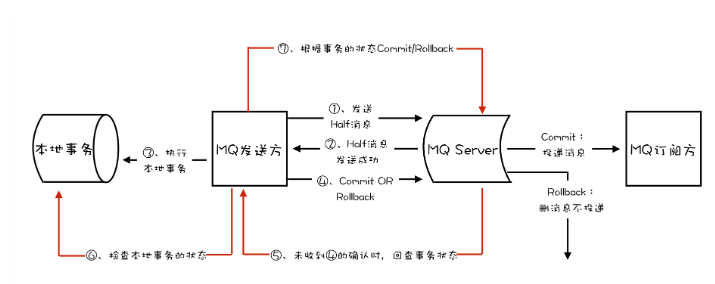 ⑦、根据事务的状态Commit/Rollback
①、发送
Half消息
本地事务
③、执行
本地事务
MQ发送方
②、Half消息
发送成功
MQ Server
Commit：
投递消息
MQ订阅方
④、Commit OR
Rollback
Rollback：
删消息不投递
⑥、检查本地事务的状态
⑤、未收到④的确认时，回查事务状态